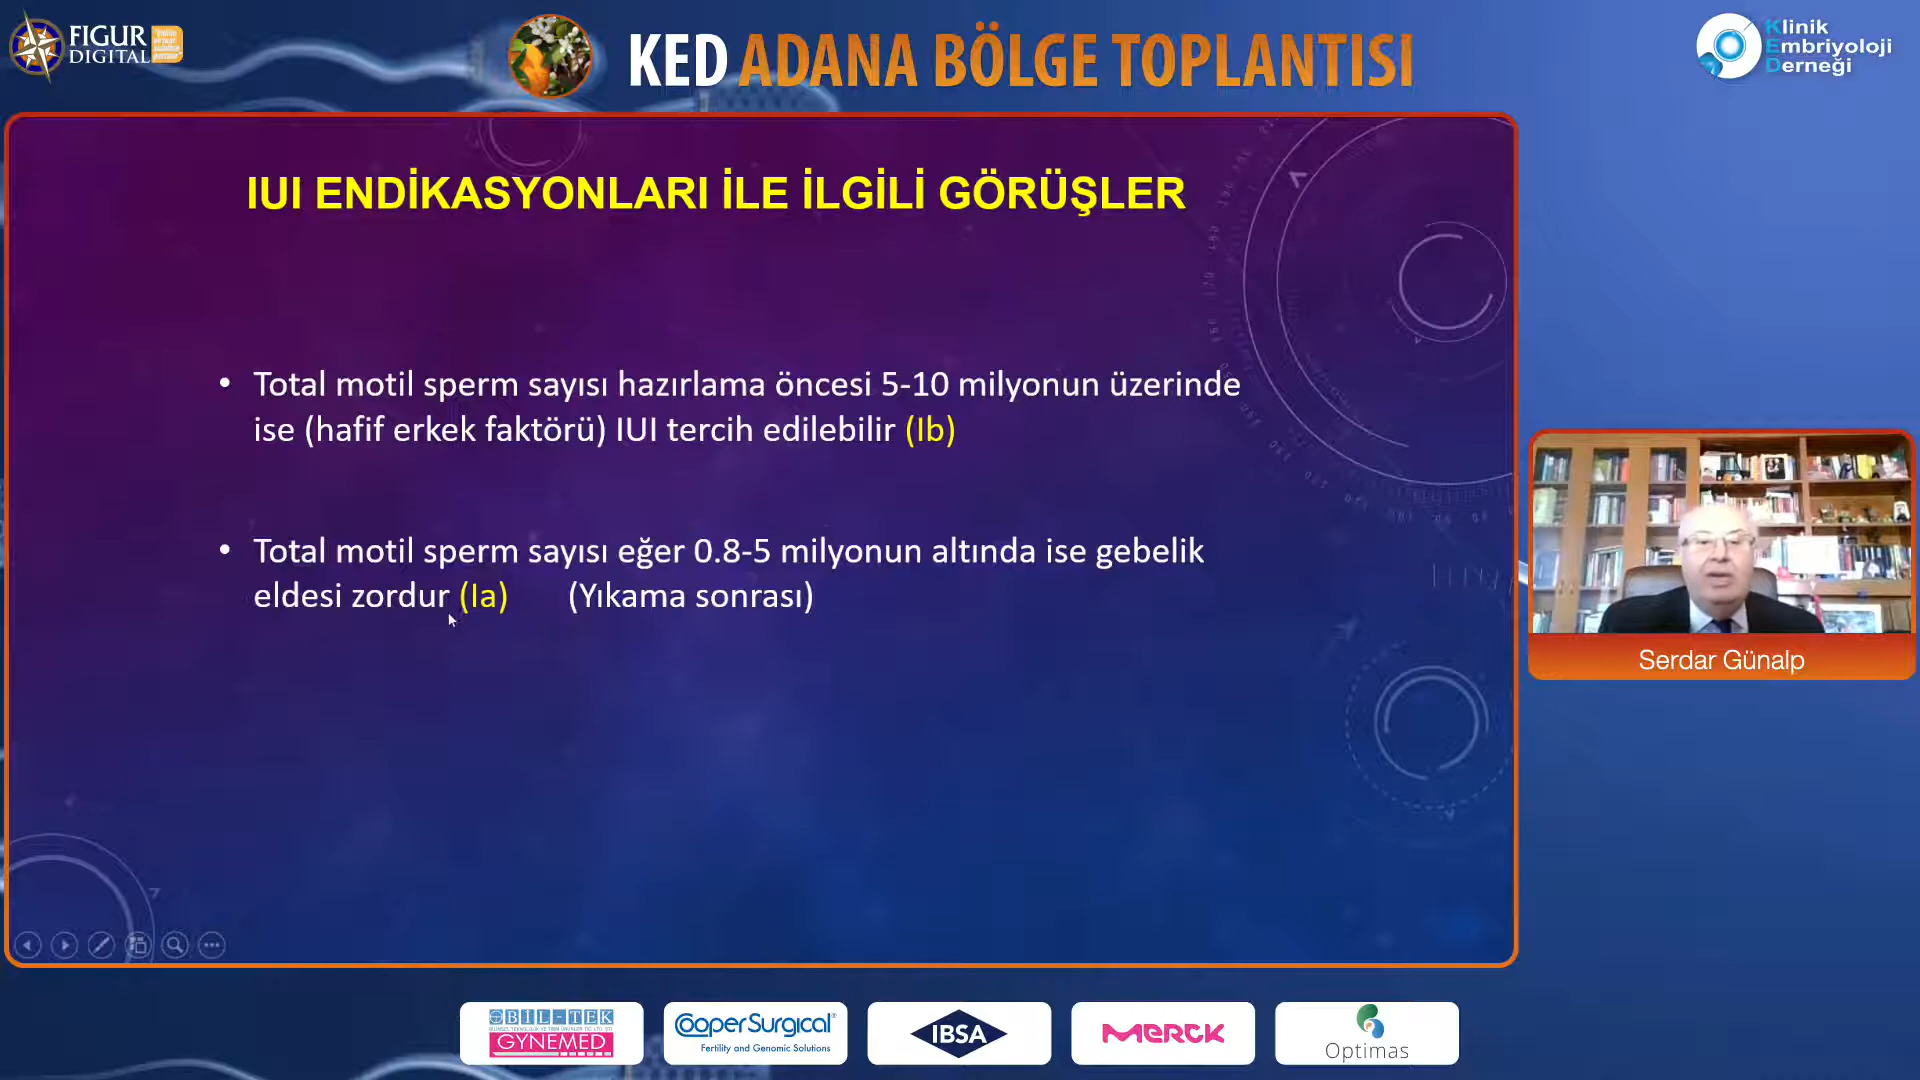 FIGUR
DIGITAL
KED ADANA BÖLGE TOPLANTISI
Klinik
Embriyoloji
Derneği
IUI ENDİKASYONLARI İLE İLGİLİ GÖRÜŞLER
• Total motil sperm sayısı hazırlama öncesi 5-10 milyonun üzerinde
ise (hafif erkek faktörü) IUI tercih edilebilir (Ib)
• Total motil sperm sayısı eğer 0.8-5 milyonun altında ise gebelik
eldesi zordur (Ia) (Yıkama sonrası)
Serdar Günalp
BİL-TEK
GYNEMED
CooperSurgical
Fertility and Genomic Solutions
IBSA
MERCK
Optimas